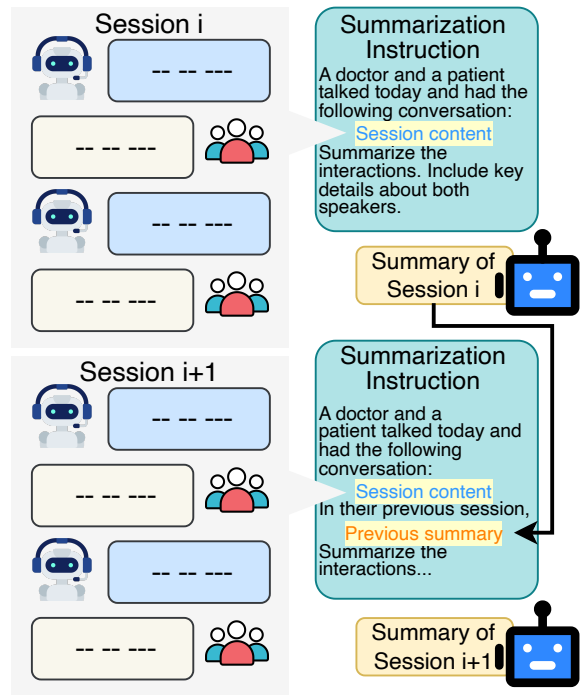 Session i
-- -- ---
-- -- ---
-- -- ---
-- -- ---
Summarization
Instruction
A doctor and a patient
talked today and had the
following conversation:
Session content
Summarize the
interactions. Include key
details about both
speakers.
Summary of
Session i
Session i+1
-- -- ---
-- -- ---
-- -- ---
-- -- ---
Summarization
Instruction
A doctor and a
patient talked today and
had the following
conversation:
Session content
In their previous session,
Previous summary
Summarize the
interactions...
Summary of
Session i+1